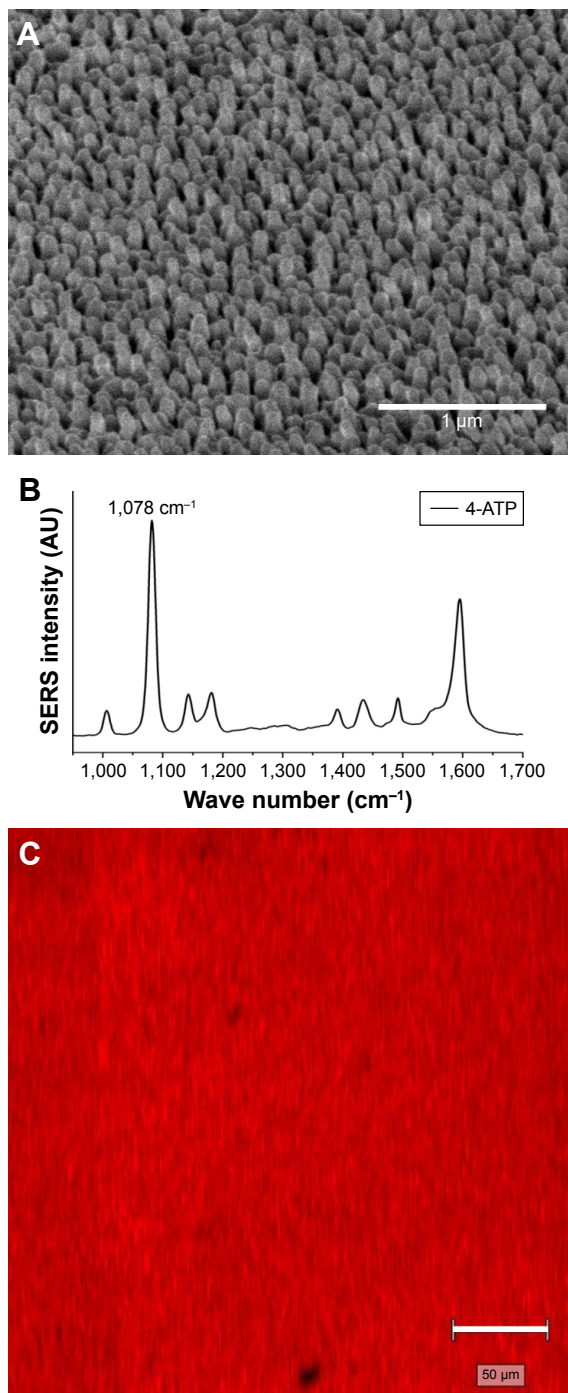 A
1 µm
B
1,078 cm⁻¹
4-ATP
SERS intensity (AU)
1,000 1,100 1,200 1,300 1,400 1,500 1,600 1,700
Wave number (cm⁻¹)
C
50 µm